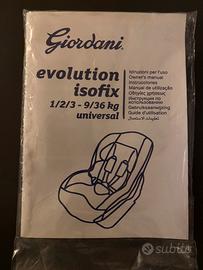 Giordani
evolution
isofix
1/2/3 - 9/36 kg
universal
Istruzioni per l'uso
Owner's manual
Instrucciones
Manual de utilização
Οδηγίες χρήσεως
Инструкция по
использованию
Gebruiksaanwijzing
Guide d'utilisation
subito